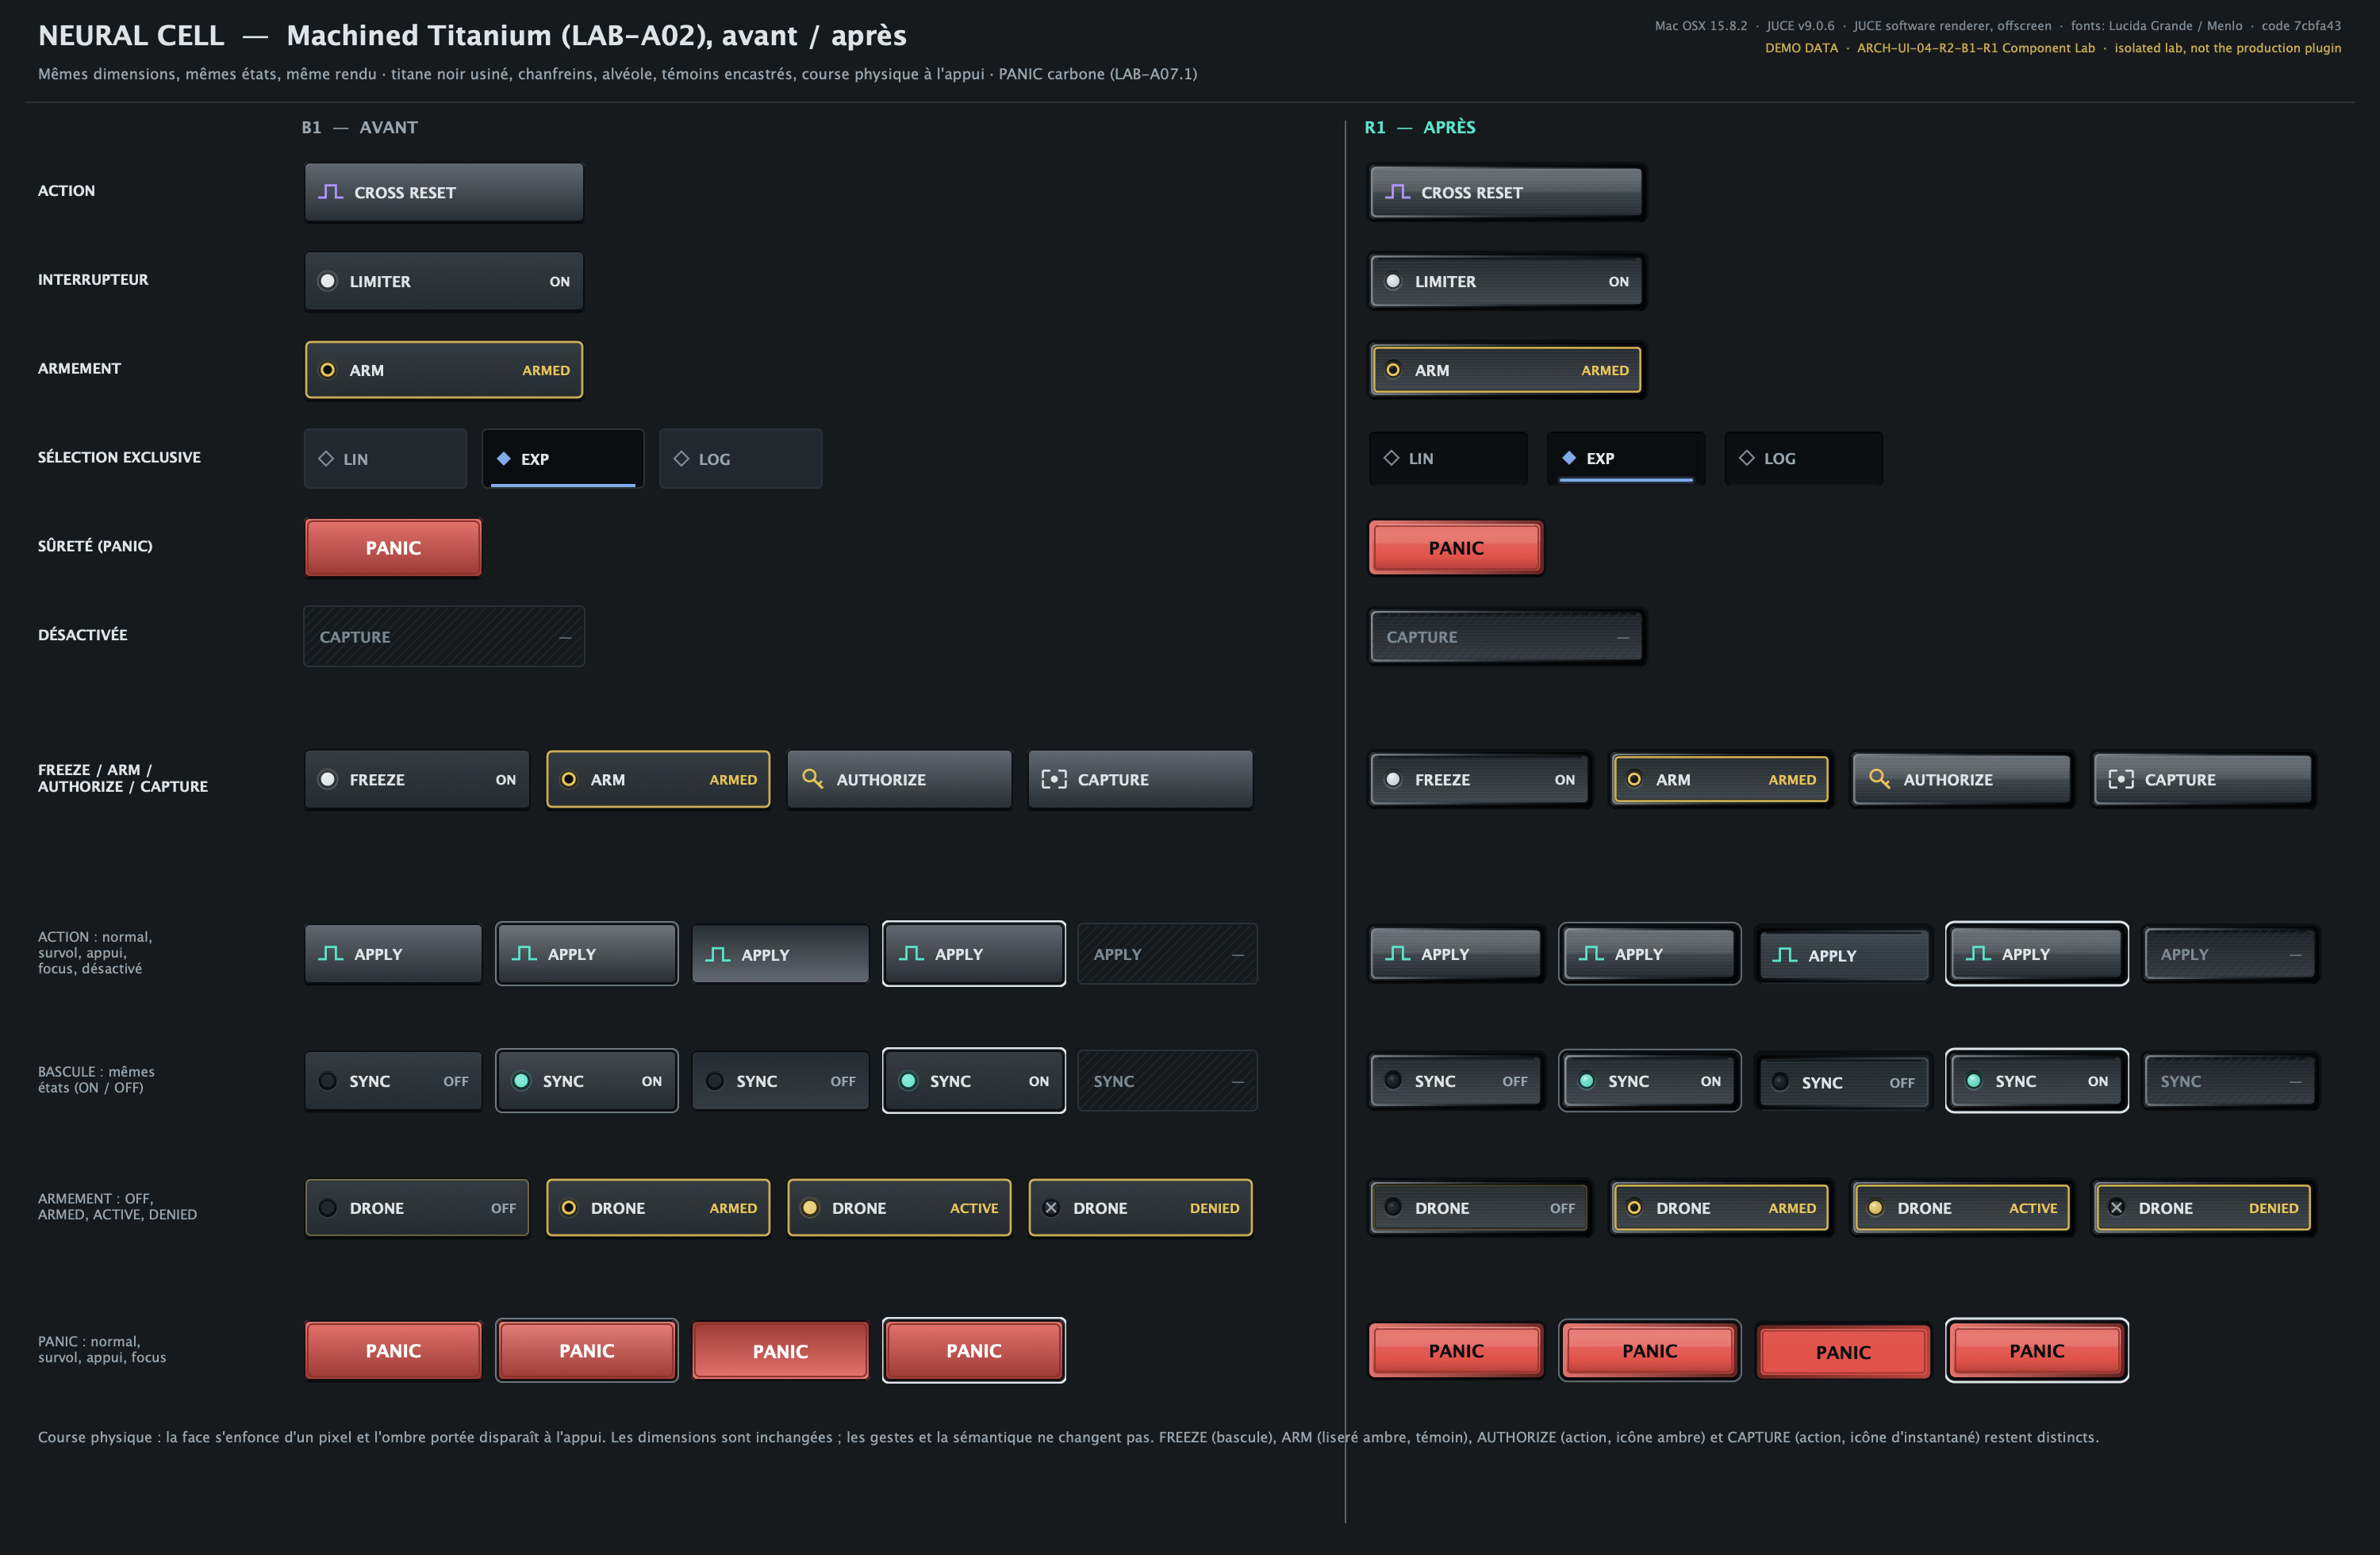 NEURAL CELL — Machined Titanium (LAB-A02), avant / après
Mac OSX 15.8.2 · JUCE v9.0.6 · JUCE software renderer, offscreen · fonts: Lucida Grande / Menlo · code 7cbfa43
DEMO DATA · ARCH-UI-04-R2-B1-R1 Component Lab · isolated lab, not the production plugin
Mêmes dimensions, mêmes états, même rendu · titane noir usiné, chanfreins, alvéole, témoins encastrés, course physique à l'appui · PANIC carbone (LAB-A07.1)
B1 — AVANT
R1 — APRÈS
ACTION
CROSS RESET
CROSS RESET
INTERRUPTEUR
LIMITER ON
LIMITER ON
ARMEMENT
ARM ARMED
ARM ARMED
SÉLECTION EXCLUSIVE
LIN EXP LOG
LIN EXP LOG
SÛRETÉ (PANIC)
PANIC
PANIC
DÉSACTIVÉE
CAPTURE —
CAPTURE —
FREEZE / ARM /
AUTHORIZE / CAPTURE
FREEZE ON ARM ARMED AUTHORIZE CAPTURE
FREEZE ON ARM ARMED AUTHORIZE CAPTURE
ACTION : normal,
survol, appui,
focus, désactivé
APPLY APPLY APPLY APPLY APPLY —
APPLY APPLY APPLY APPLY APPLY —
BASCULE : mêmes
états (ON / OFF)
SYNC OFF SYNC ON SYNC OFF SYNC ON SYNC —
SYNC OFF SYNC ON SYNC OFF SYNC ON SYNC —
ARMEMENT : OFF,
ARMED, ACTIVE, DENIED
DRONE OFF DRONE ARMED DRONE ACTIVE DRONE DENIED
DRONE OFF DRONE ARMED DRONE ACTIVE DRONE DENIED
PANIC : normal,
survol, appui, focus
PANIC PANIC PANIC PANIC
PANIC PANIC PANIC PANIC
Course physique : la face s'enfonce d'un pixel et l'ombre portée disparaît à l'appui. Les dimensions sont inchangées ; les gestes et la sémantique ne changent pas. FREEZE (bascule), ARM (liseré ambre, témoin), AUTHORIZE (action, icône ambre) et CAPTURE (action, icône d'instantané) restent distincts.